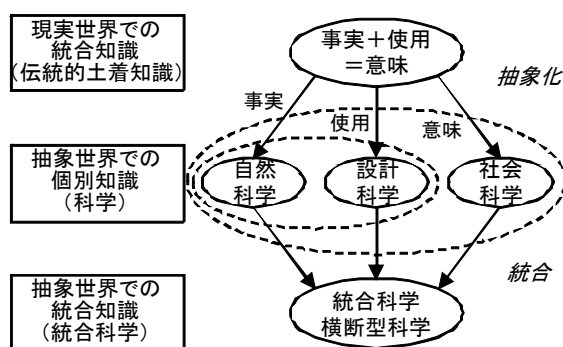 現実世界での
統合知識
(伝統的土着知識)
事実＋使用
＝意味
抽象化
事実
使用
意味
抽象世界での
個別知識
(科学)
自然
科学
設計
科学
社会
科学
統合
抽象世界での
統合知識
(統合科学)
統合科学
横断型科学